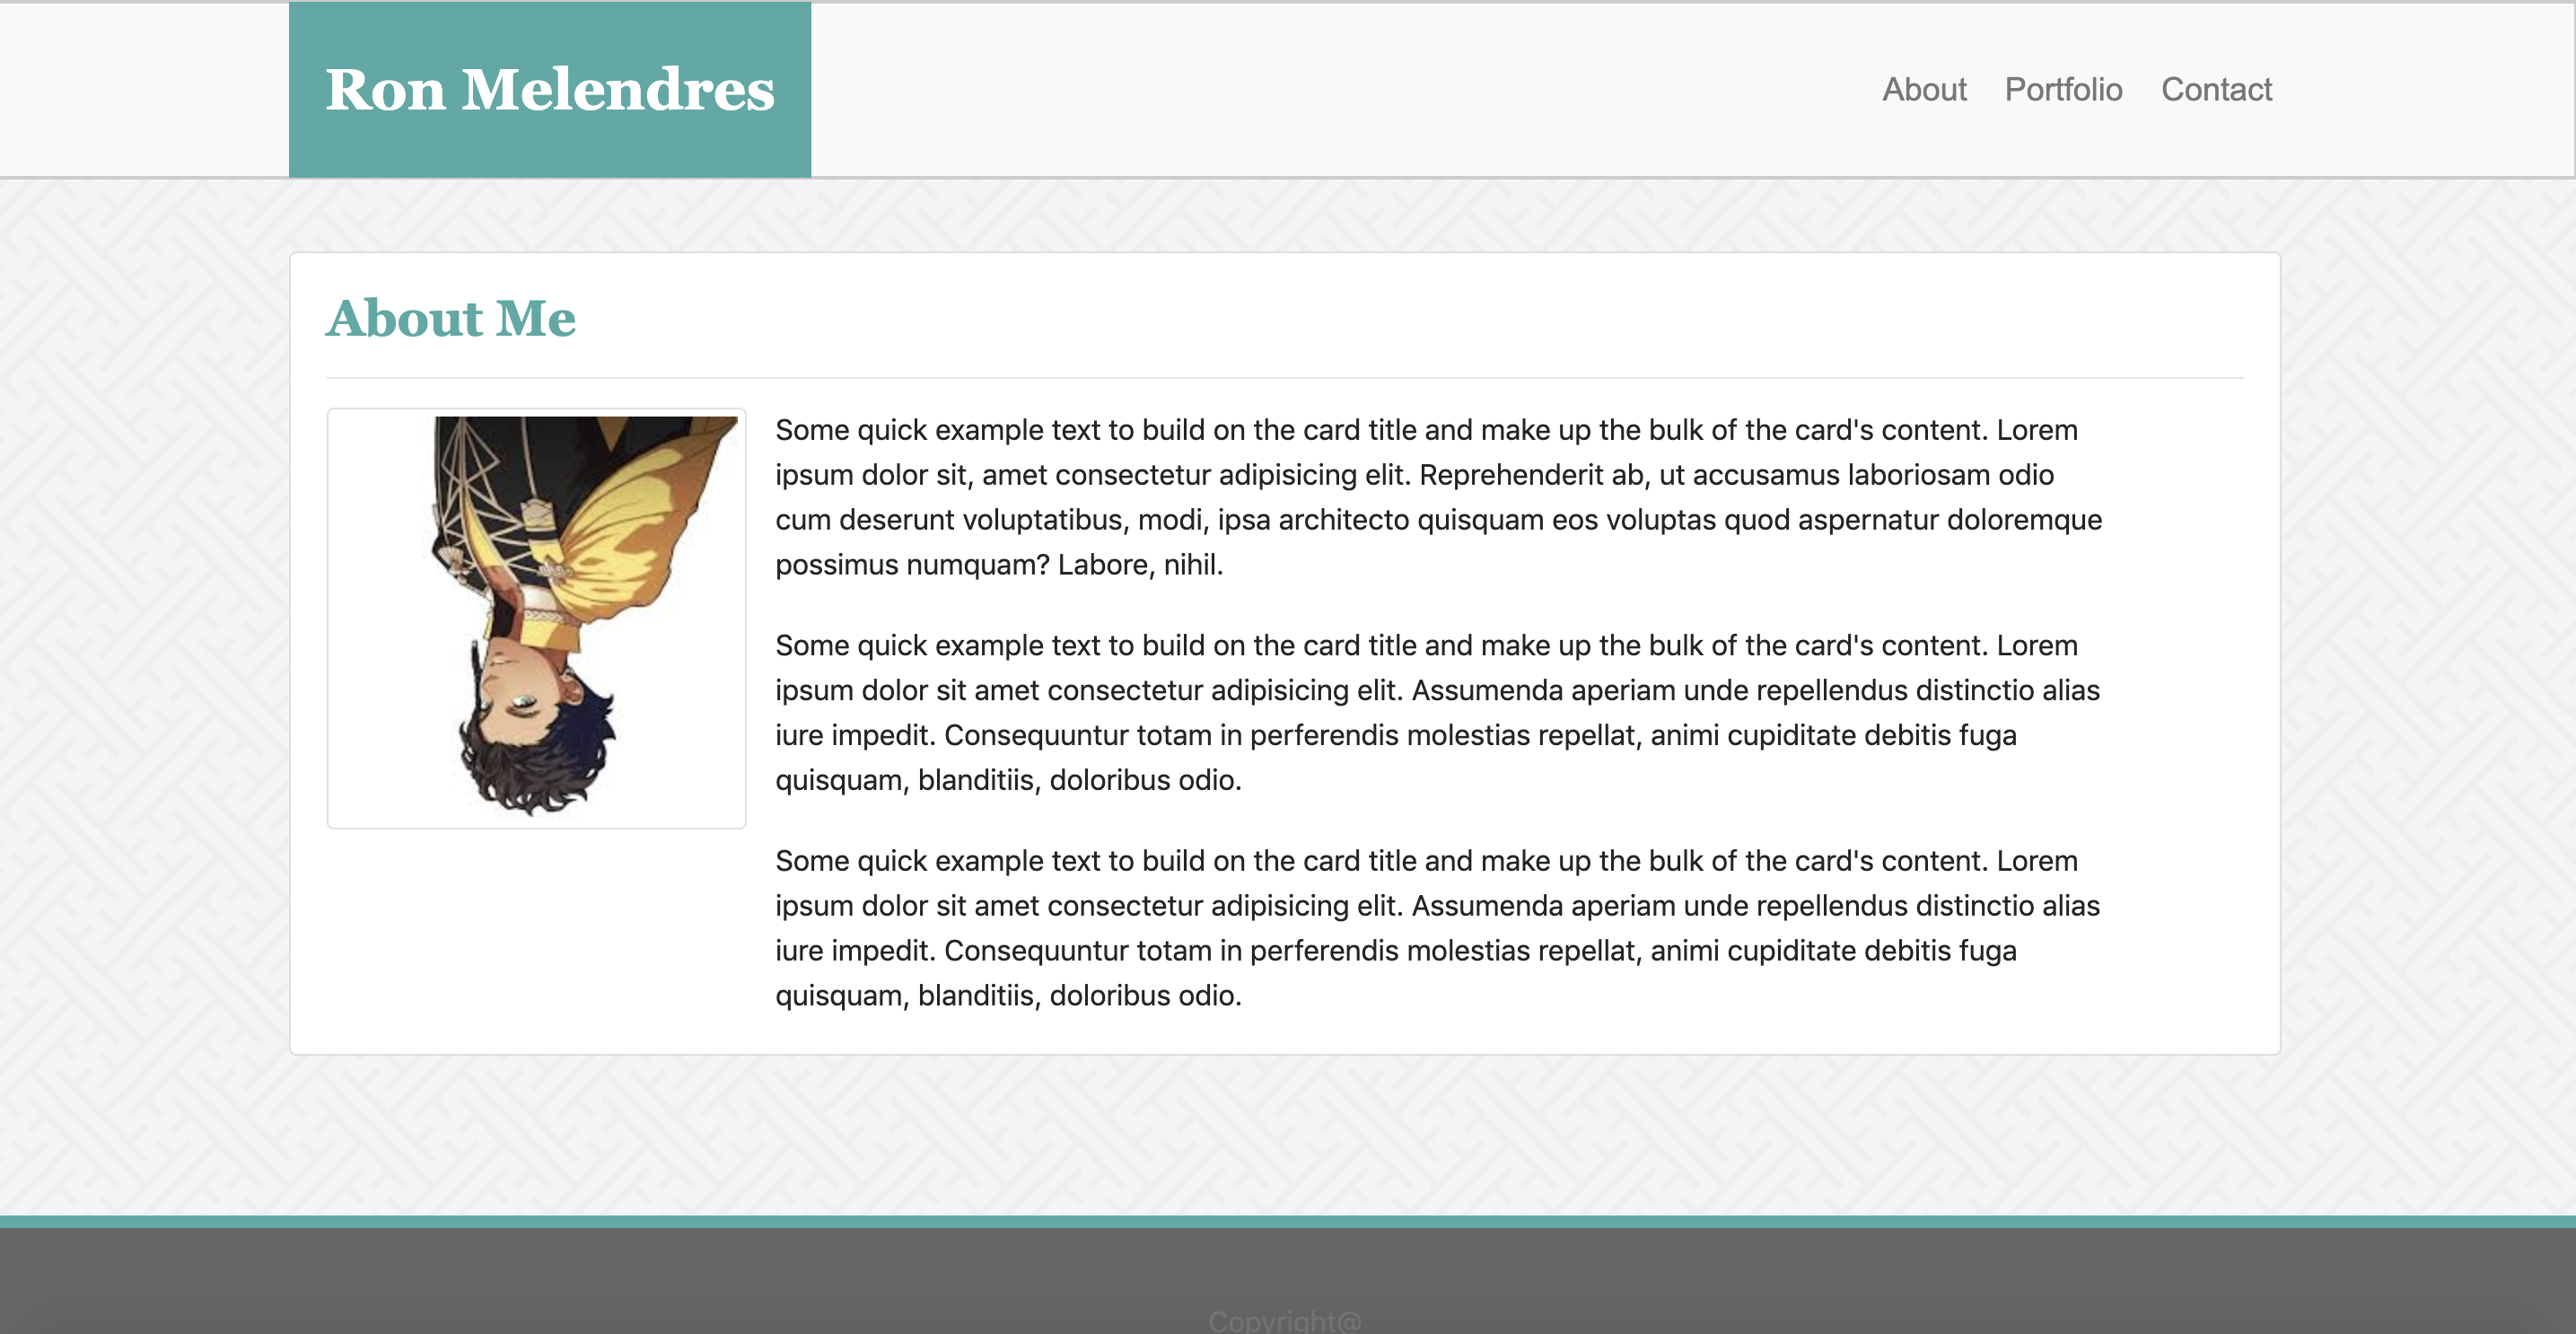 Ron Melendres
About Portfolio Contact
About Me
Some quick example text to build on the card title and make up the bulk of the card's content. Lorem
ipsum dolor sit, amet consectetur adipisicing elit. Reprehenderit ab, ut accusamus laboriosam odio
cum deserunt voluptatibus, modi, ipsa architecto quisquam eos voluptas quod aspernatur doloremque
possimus numquam? Labore, nihil.
Some quick example text to build on the card title and make up the bulk of the card's content. Lorem
ipsum dolor sit amet consectetur adipisicing elit. Assumenda aperiam unde repellendus distinctio alias
iure impedit. Consequuntur totam in perferendis molestias repellat, animi cupiditate debitis fuga
quisquam, blanditiis, doloribus odio.
Some quick example text to build on the card title and make up the bulk of the card's content. Lorem
ipsum dolor sit amet consectetur adipisicing elit. Assumenda aperiam unde repellendus distinctio alias
iure impedit. Consequuntur totam in perferendis molestias repellat, animi cupiditate debitis fuga
quisquam, blanditiis, doloribus odio.
Copyright@